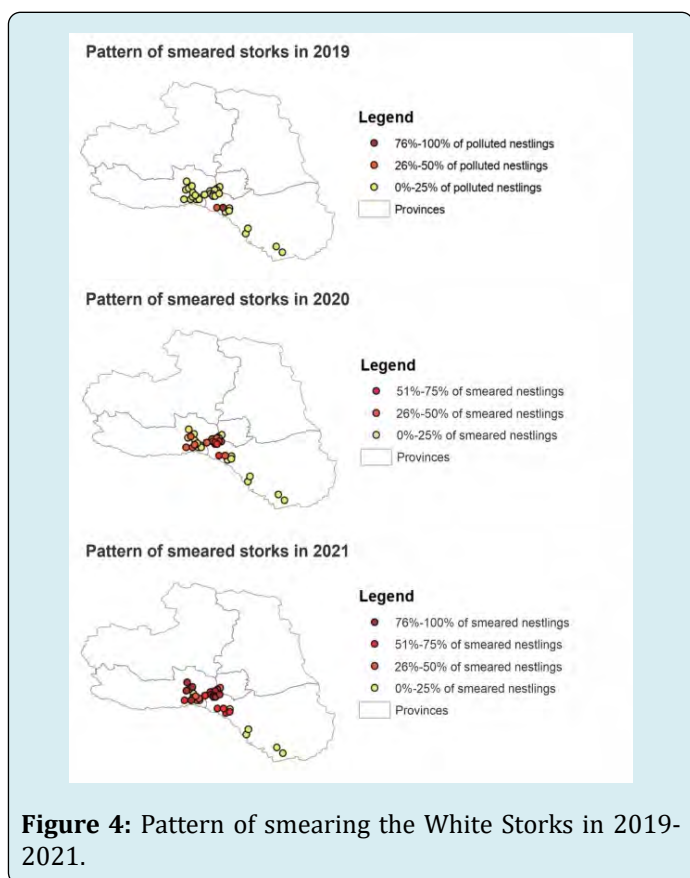 Pattern of smeared storks in 2019
Legend
76%-100% of polluted nestlings
26%-50% of polluted nestlings
0%-25% of polluted nestlings
Provinces
Pattern of smeared storks in 2020
Legend
51%-75% of smeared nestlings
26%-50% of smeared nestlings
0%-25% of smeared nestlings
Provinces
Pattern of smeared storks in 2021
Legend
76%-100% of smeared nestlings
51%-75% of smeared nestlings
26%-50% of smeared nestlings
0%-25% of smeared nestlings
Provinces
Figure 4: Pattern of smearing the White Storks in 2019-
2021.